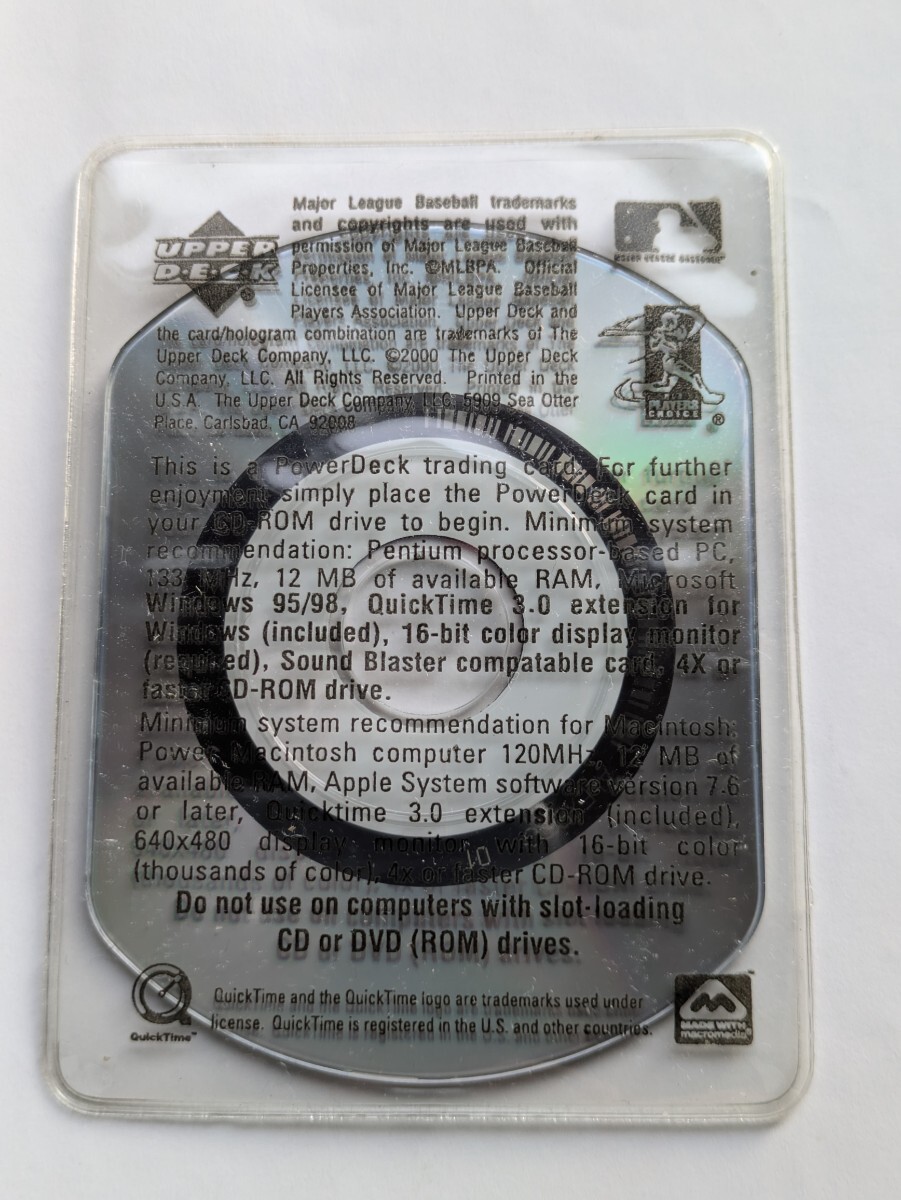 UPPER
D·E·C·K
®
Major League Baseball trademarks
and copyrights are used with
permission of Major League Baseball
Properties, Inc. ©MLBPA. Official
Licensee of Major League Baseball
Players Association. Upper Deck and
the card/hologram combination are trademarks of The
Upper Deck Company, LLC. ©2000 The Upper Deck
Company, LLC. All Rights Reserved. Printed in the
U.S.A. The Upper Deck Company, LLC, 5909 Sea Otter
Place, Carlsbad, CA 92008
MAJOR LEAGUE BASEBALL
PLAYERS
CHOICE
®
This is a PowerDeck trading card. For further
enjoyment simply place the PowerDeck card in
your CD-ROM drive to begin. Minimum system
recommendation: Pentium processor-based PC,
133 MHz, 12 MB of available RAM, Microsoft
Windows 95/98, QuickTime 3.0 extension for
Windows (included), 16-bit color display monitor
(required), Sound Blaster compatable card, 4X or
faster CD-ROM drive.
Minimum system recommendation for Macintosh:
Power Macintosh computer 120MHz, 12 MB of
available RAM, Apple System software version 7.6
or later, Quicktime 3.0 extension (included),
640x480 display monitor with 16-bit color
(thousands of color), 4x or faster CD-ROM drive.
Do not use on computers with slot-loading
CD or DVD (ROM) drives.
QuickTime™
QuickTime and the QuickTime logo are trademarks used under
license. QuickTime is registered in the U.S. and other countries.
MADE WITH
macromedia™